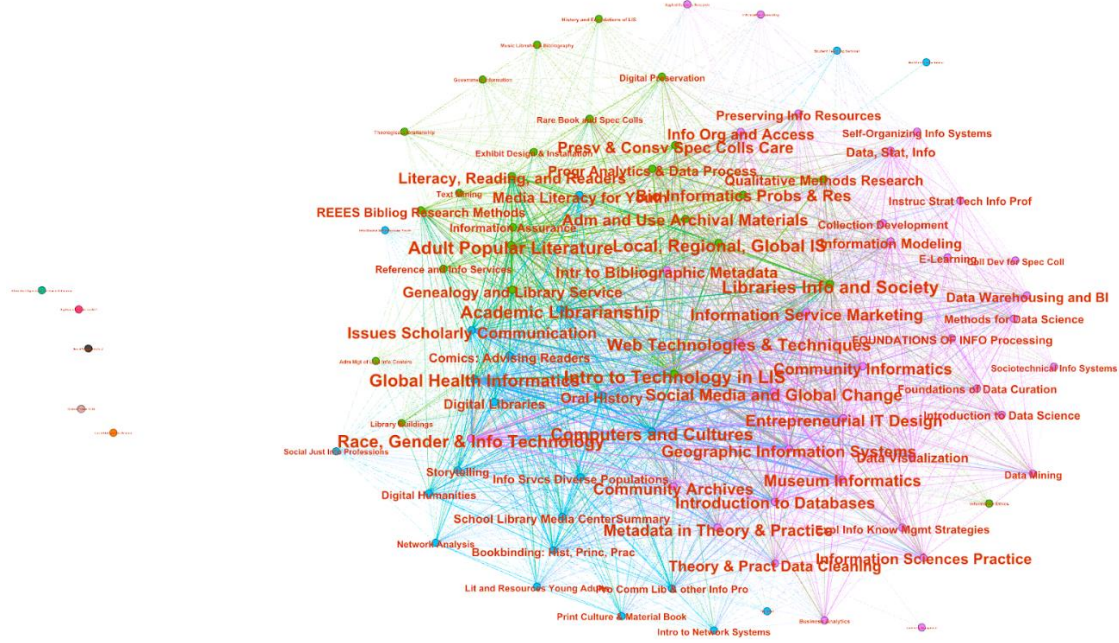 Music Librarianship Bibliography
Digital Preservation
Preserving Info Resources
Rare Book and Spec Colls
Info Org and Access
Self-Organizing Info Systems
Presv & Consv Spec Colls Care
Exhibit Design & Installation
Data, Stat, Info
Progr Analytics & Data Process
Literacy, Reading, and Readers
Qualitative Methods Research
Text Mining
Media Literacy for Youth
Bio Informatics Probs & Res
Instruc Strat Tech Info Prof
REEES Bibliog Research Methods
Adm and Use Archival Materials
Collection Development
Information Assurance
Adult Popular Literature
Local, Regional, Global IS
Information Modeling
E-Learning
Coll Dev for Spec Coll
Reference and Info Services
Intr to Bibliographic Metadata
Genealogy and Library Service
Libraries Info and Society
Data Warehousing and BI
Academic Librarianship
Information Service Marketing
Methods for Data Science
Issues Scholarly Communication
Web Technologies & Techniques
FOUNDATIONS OF INFO Processing
Comics: Advising Readers
Community Informatics
Sociotechnical Info Systems
Global Health Informatics
Intro to Technology in LIS
Foundations of Data Curation
Digital Libraries
Oral History
Social Media and Global Change
Introduction to Data Science
Library Buildings
Entrepreneurial IT Design
Race, Gender & Info Technology
Computers and Cultures
Social Just Info Professions
Geographic Information Systems
Data Visualization
Storytelling
Info Srvcs Diverse Populations
Data Mining
Museum Informatics
Digital Humanities
Community Archives
Introduction to Databases
School Library Media Center
Summary
Metadata in Theory & Practice
Info Know Mgmt Strategies
Network Analysis
Bookbinding: Hist, Princ, Prac
Information Sciences Practice
Theory & Pract Data Cleaning
Lit and Resources Young Adults
Pro Comm Lib & other Info Pro
Print Culture & Material Book
Business Analytics
Intro to Network Systems